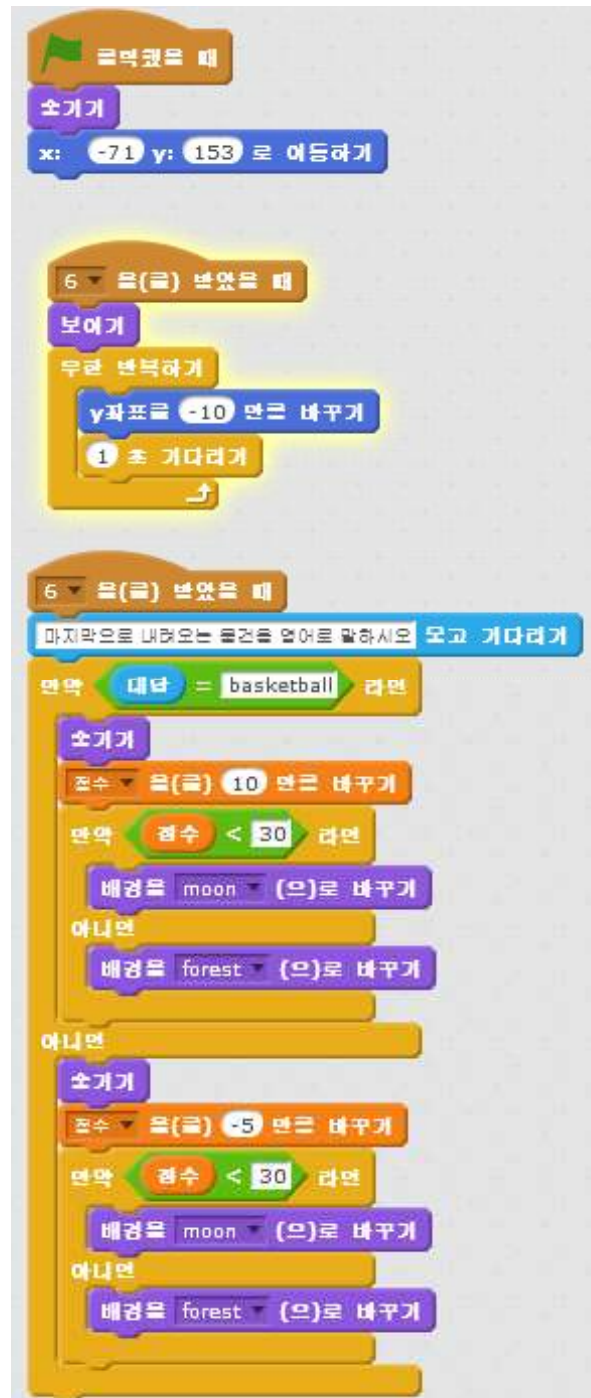 클릭했을 때
숨기기
x: -71 y: 153 로 이동하기
6 을(를) 받았을 때
보이기
무한 반복하기
y좌표를 -10 만큼 바꾸기
1 초 기다리기
6 을(를) 받았을 때
마지막으로 내려오는 물건을 영어로 말하시오 묻고 기다리기
만약 대답 = basketball 라면
숨기기
점수 을(를) 10 만큼 바꾸기
만약 점수 < 30 라면
배경을 moon (으)로 바꾸기
아니면
배경을 forest (으)로 바꾸기
아니면
숨기기
점수 을(를) -5 만큼 바꾸기
만약 점수 < 30 라면
배경을 moon (으)로 바꾸기
아니면
배경을 forest (으)로 바꾸기